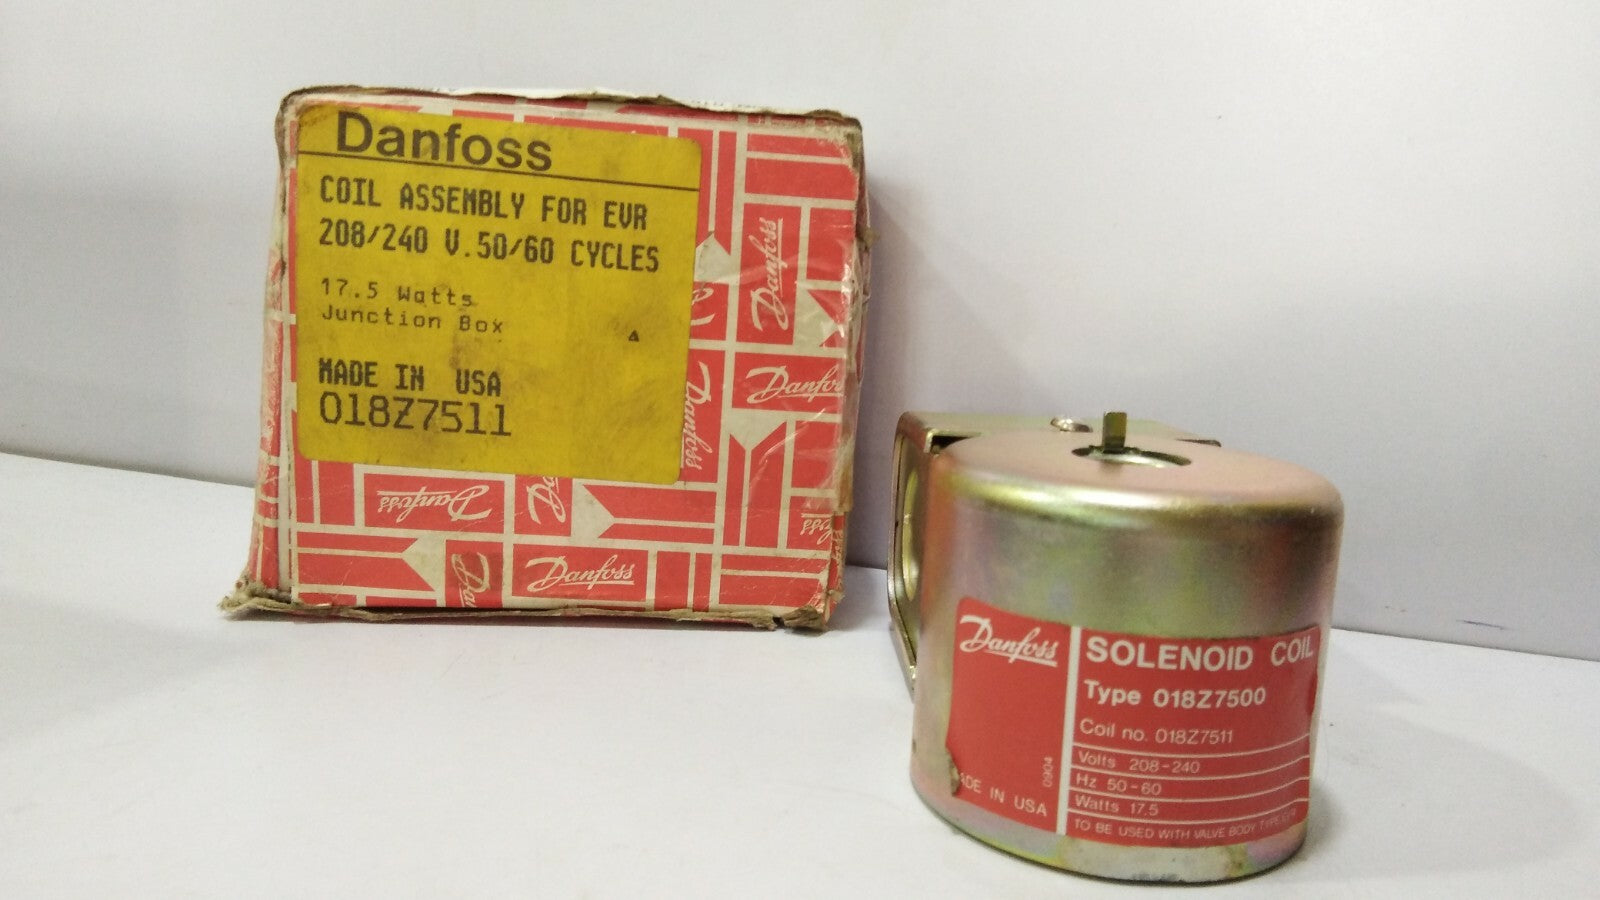 Danfoss
COIL ASSEMBLY FOR EVR
208/240 V.50/60 CYCLES
17.5 Watts
Junction Box
MADE IN USA
018Z7511
Danfoss
Danfoss
Danfoss
Danfoss
Danfoss
Danfoss
SOLENOID COIL
Type 018Z7500
Coil no. 018Z7511
Volts 208-240
Hz 50-60
Watts 17.5
TO BE USED WITH VALVE BODY TYPE
0904
IN USA